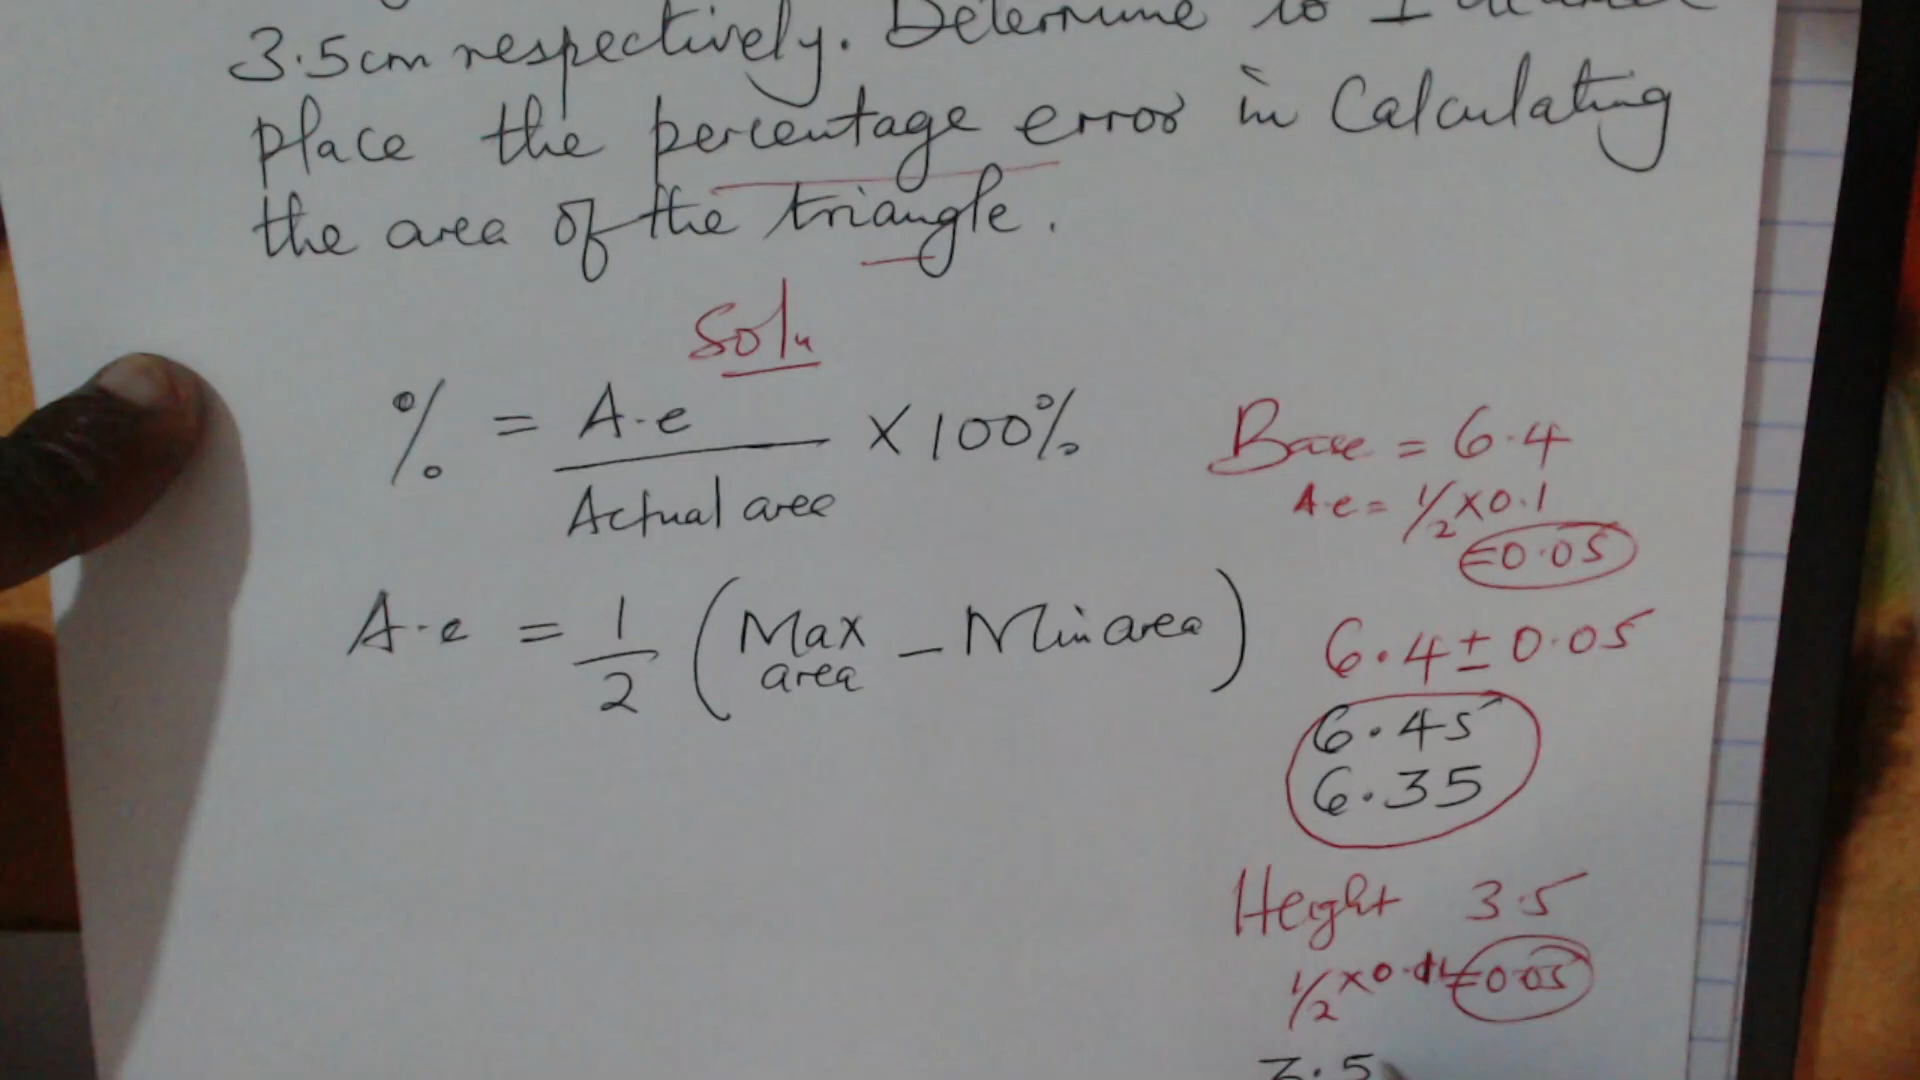 3.5cm respectively. Determine to 1
place the percentage error in Calculating
the area of the triangle.
Soln
% = A.e / Actual area × 100%
A.e = 1/2 (Max area - Min area)
Base = 6.4
A.e = 1/2 × 0.1
= 0.05
6.4 ± 0.05
6.45
6.35
Height 3.5
1/2 × 0.1 = 0.05
3.5